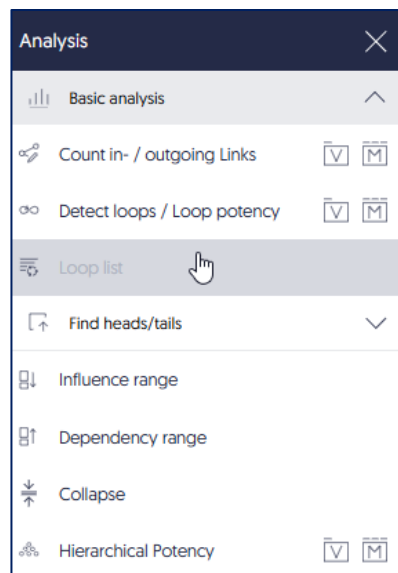 Analysis
Basic analysis
Count in- / outgoing Links V M
Detect loops / Loop potency V M
Loop list
Find heads/tails
Influence range
Dependency range
Collapse
Hierarchical Potency V M